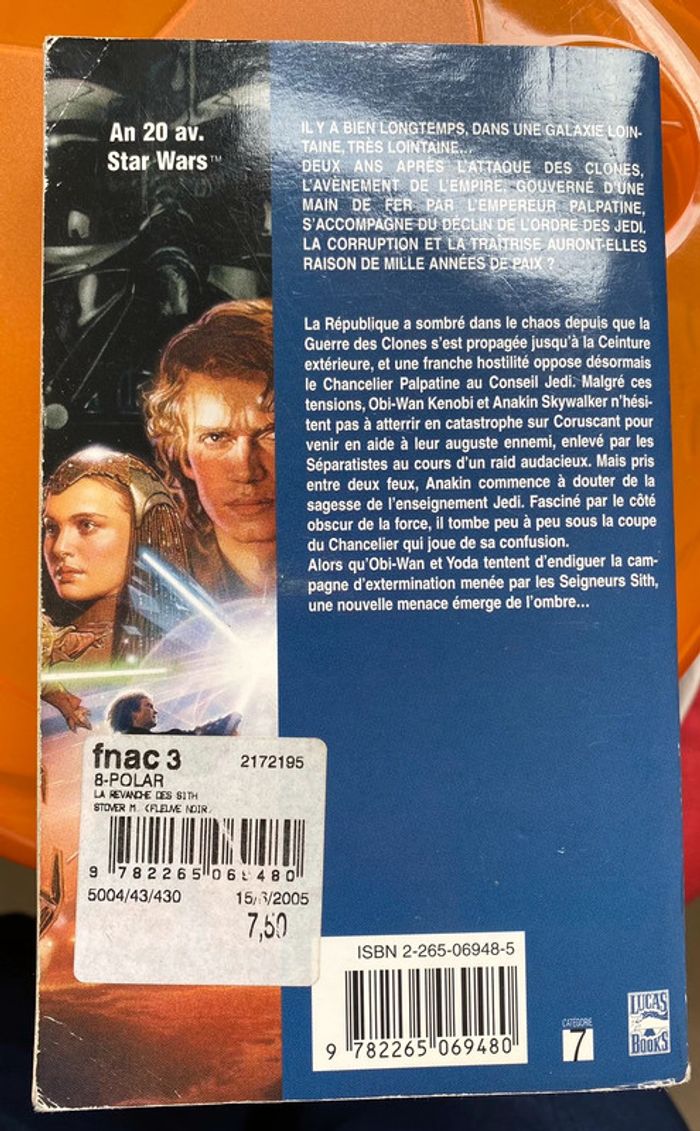 An 20 av.
Star Wars™
IL Y A BIEN LONGTEMPS, DANS UNE GALAXIE LOIN-
TAINE, TRÈS LOINTAINE...
DEUX ANS APRÈS L'ATTAQUE DES CLONES,
L'AVÈNEMENT DE L'EMPIRE, GOUVERNÉ D'UNE
MAIN DE FER PAR L'EMPEREUR PALPATINE,
S'ACCOMPAGNE DU DÉCLIN DE L'ORDRE DES JEDI.
LA CORRUPTION ET LA TRAÎTRISE AURONT-ELLES
RAISON DE MILLE ANNÉES DE PAIX ?
La République a sombré dans le chaos depuis que la
Guerre des Clones s'est propagée jusqu'à la Ceinture
extérieure, et une franche hostilité oppose désormais
le Chancelier Palpatine au Conseil Jedi. Malgré ces
tensions, Obi-Wan Kenobi et Anakin Skywalker n'hési-
tent pas à atterrir en catastrophe sur Coruscant pour
venir en aide à leur auguste ennemi, enlevé par les
Séparatistes au cours d'un raid audacieux. Mais pris
entre deux feux, Anakin commence à douter de la
sagesse de l'enseignement Jedi. Fasciné par le côté
obscur de la force, il tombe peu à peu sous la coupe
du Chancelier qui joue de sa confusion.
Alors qu'Obi-Wan et Yoda tentent d'endiguer la cam-
pagne d'extermination menée par les Seigneurs Sith,
une nouvelle menace émerge de l'ombre...
fnac 3 2172195
8-POLAR
LA REVANCHE DES SITH
STOVER M. (FLEUVE NOIR.
9 782265 069480
5004/43/430 15/6/2005
7,50
ISBN 2-265-06948-5
9 782265 069480
CATÉGORIE
7
LUCAS
BOOKS